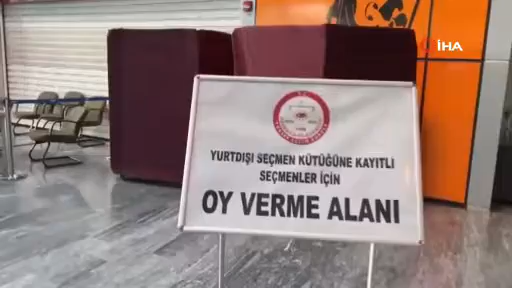 İHA
YURTDIŞI SEÇMEN KÜTÜĞÜNE KAYITLI
SEÇMENLER İÇİN
OY VERME ALANI